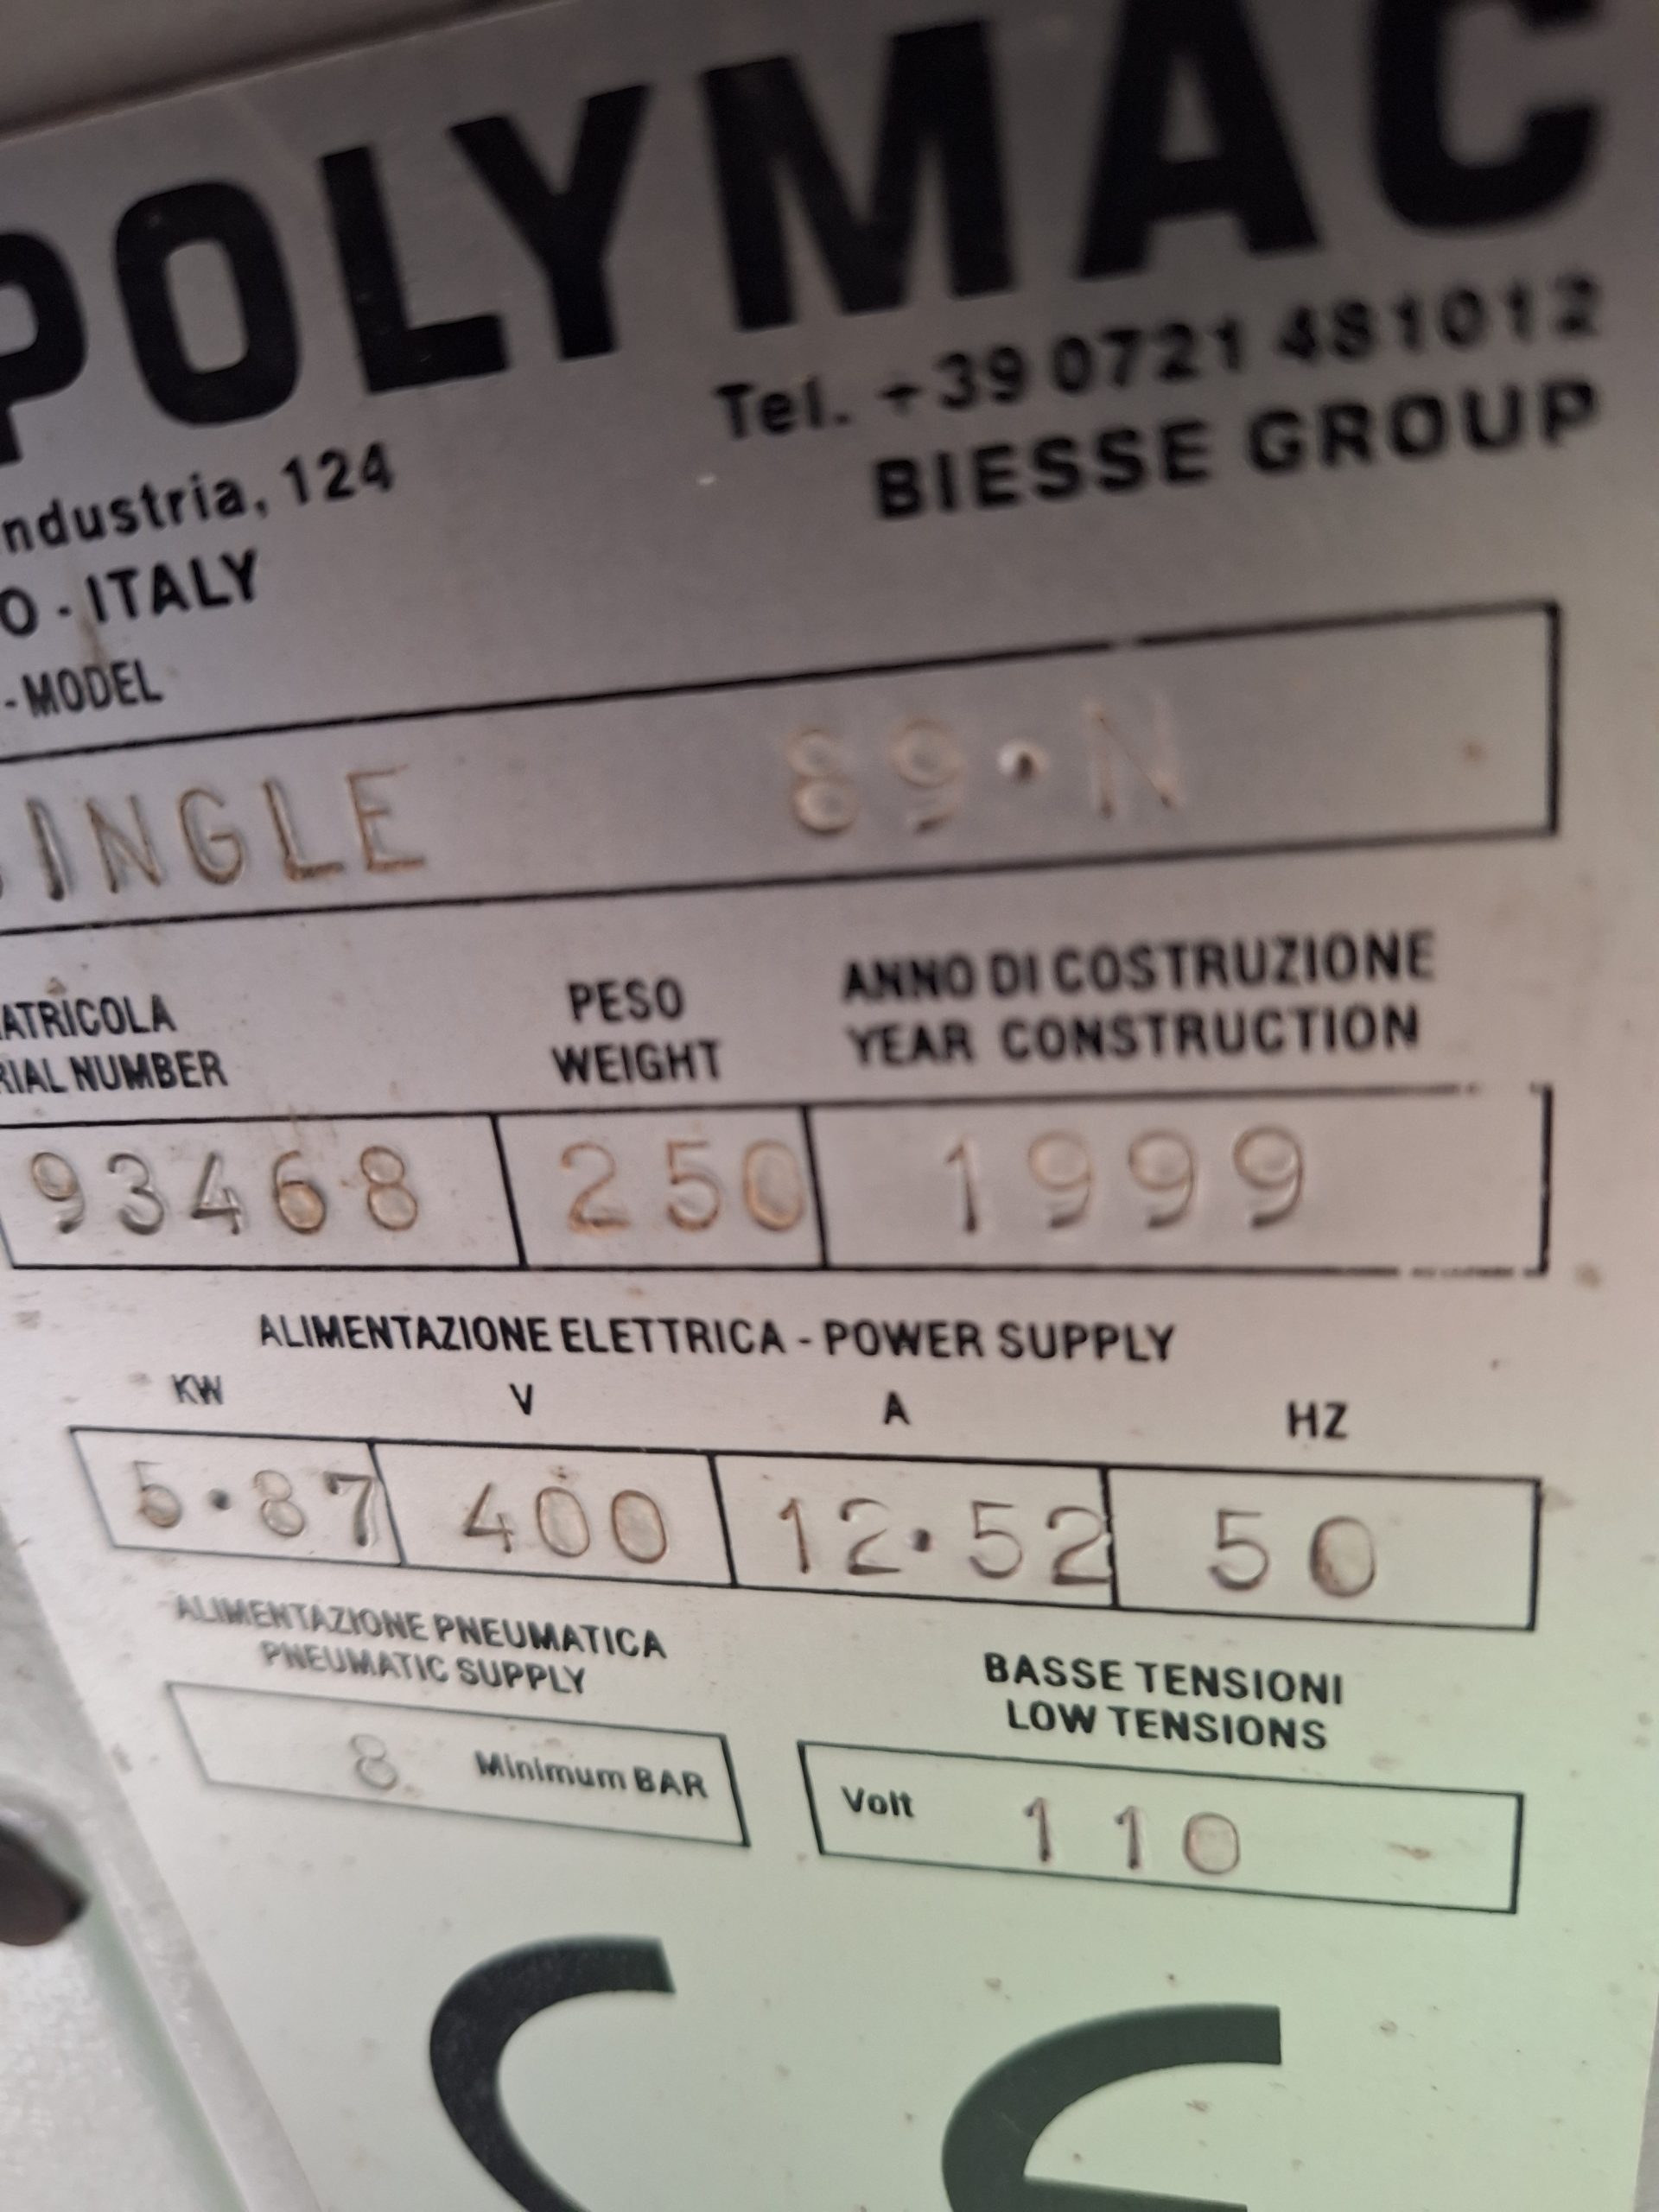 POLYMAC
Tel. +39 0721 481012
ndustria, 124
BIESSE GROUP
O - ITALY
- MODEL
INGLE 89·N
ATRICOLA PESO ANNO DI COSTRUZIONE
RIAL NUMBER WEIGHT YEAR CONSTRUCTION
93468 250 1999
ALIMENTAZIONE ELETTRICA - POWER SUPPLY
KW V A HZ
5·87 400 12·52 50
ALIMENTAZIONE PNEUMATICA
PNEUMATIC SUPPLY
BASSE TENSIONI
LOW TENSIONS
8 Minimum BAR
Volt 110
CE